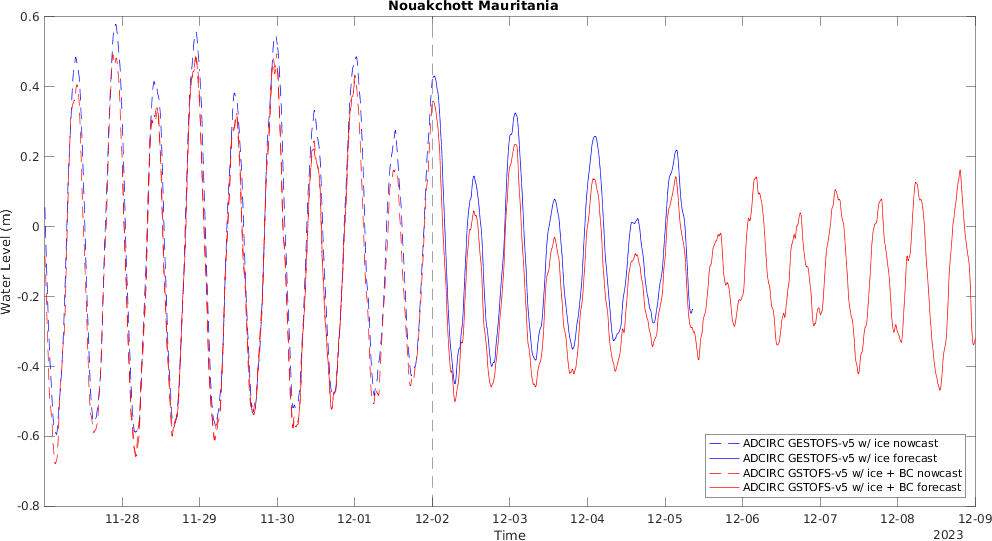 Nouakchott Mauritania
0.6
0.4
0.2
0
-0.2
-0.4
-0.6
-0.8
Water Level (m)
11-28 11-29 11-30 12-01 12-02 12-03 12-04 12-05 12-06 12-07 12-08 12-09
Time
2023
ADCIRC GESTOFS-v5 w/ ice nowcast
ADCIRC GESTOFS-v5 w/ ice forecast
ADCIRC GSTOFS-v5 w/ ice + BC nowcast
ADCIRC GSTOFS-v5 w/ ice + BC forecast